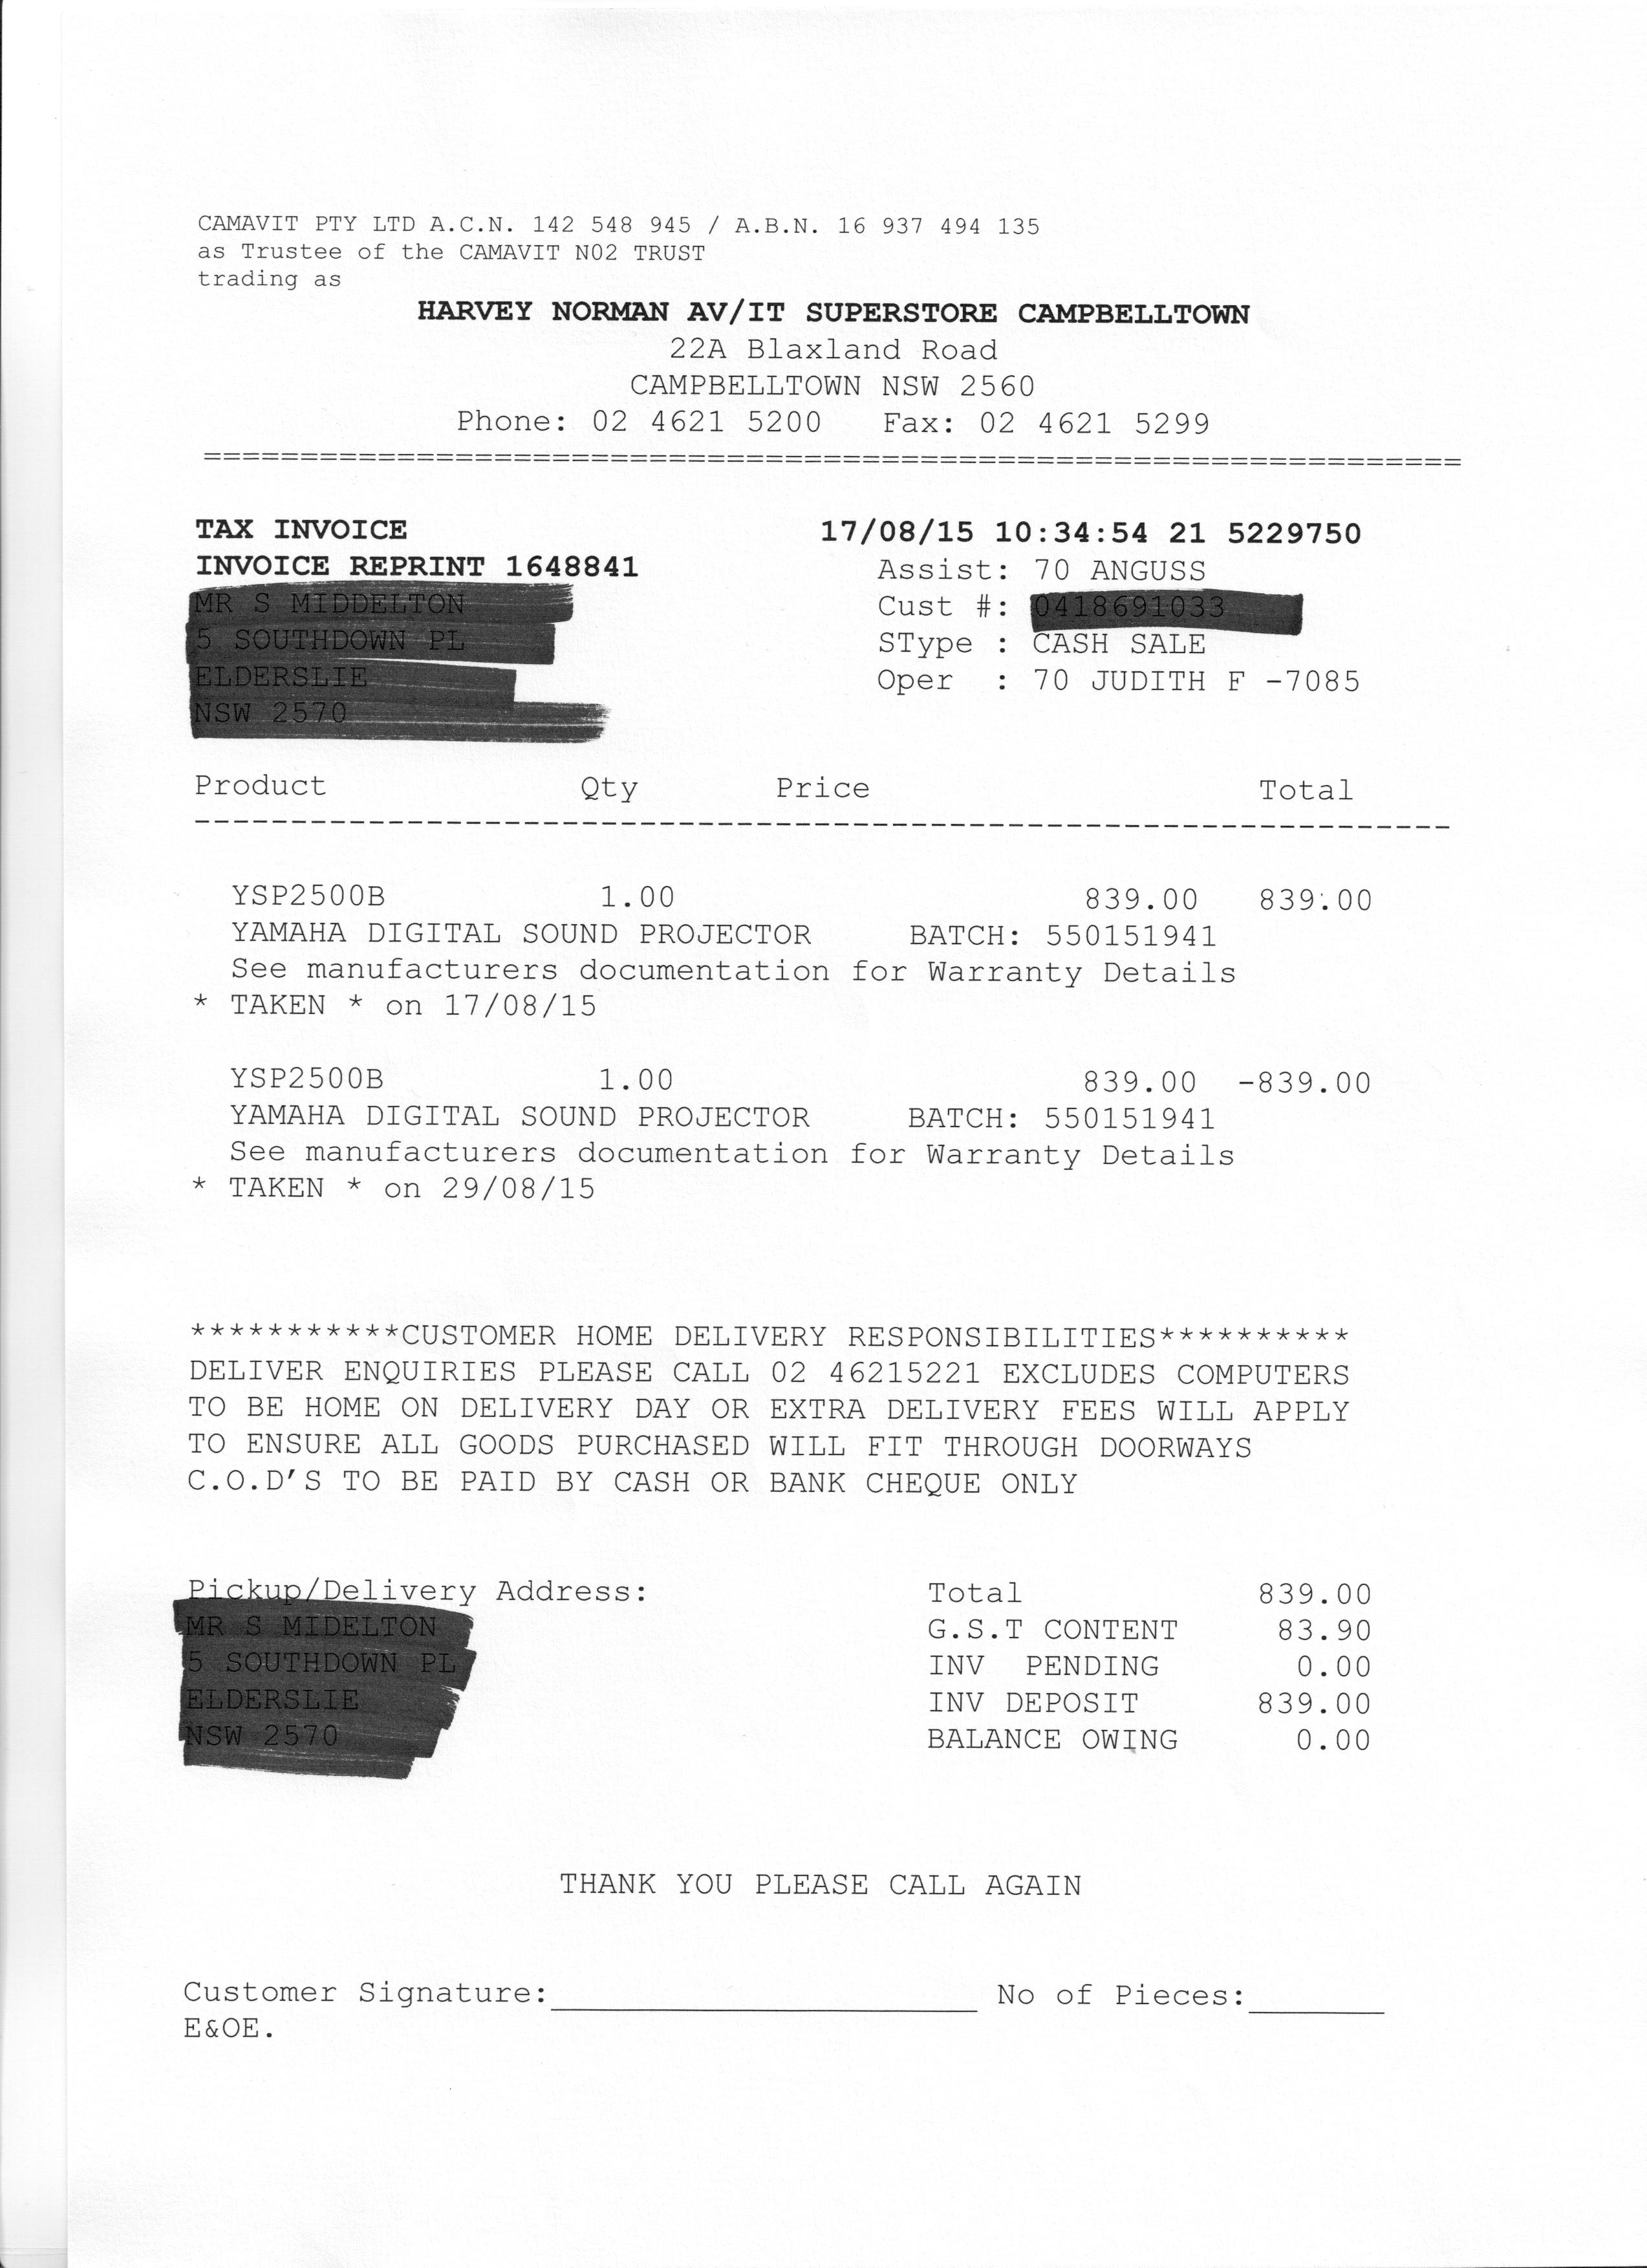 CAMAVIT PTY LTD A.C.N. 142 548 945 / A.B.N. 16 937 494 135
as Trustee of the CAMAVIT N02 TRUST
trading as
HARVEY NORMAN AV/IT SUPERSTORE CAMPBELLTOWN
22A Blaxland Road
CAMPBELLTOWN NSW 2560
Phone: 02 4621 5200 Fax: 02 4621 5299
TAX INVOICE 17/08/15 10:34:54 21 5229750
INVOICE REPRINT 1648841 Assist: 70 ANGUSS
Cust #:
SType : CASH SALE
Oper : 70 JUDITH F -7085
Product Qty Price Total
YSP2500B 1.00 839.00 839.00
YAMAHA DIGITAL SOUND PROJECTOR BATCH: 550151941
See manufacturers documentation for Warranty Details
* TAKEN * on 17/08/15
YSP2500B 1.00 839.00 -839.00
YAMAHA DIGITAL SOUND PROJECTOR BATCH: 550151941
See manufacturers documentation for Warranty Details
* TAKEN * on 29/08/15
***********CUSTOMER HOME DELIVERY RESPONSIBILITIES**********
DELIVER ENQUIRIES PLEASE CALL 02 46215221 EXCLUDES COMPUTERS
TO BE HOME ON DELIVERY DAY OR EXTRA DELIVERY FEES WILL APPLY
TO ENSURE ALL GOODS PURCHASED WILL FIT THROUGH DOORWAYS
C.O.D'S TO BE PAID BY CASH OR BANK CHEQUE ONLY
Pickup/Delivery Address: Total 839.00
G.S.T CONTENT 83.90
INV PENDING 0.00
INV DEPOSIT 839.00
BALANCE OWING 0.00
THANK YOU PLEASE CALL AGAIN
Customer Signature: No of Pieces:
E&OE.